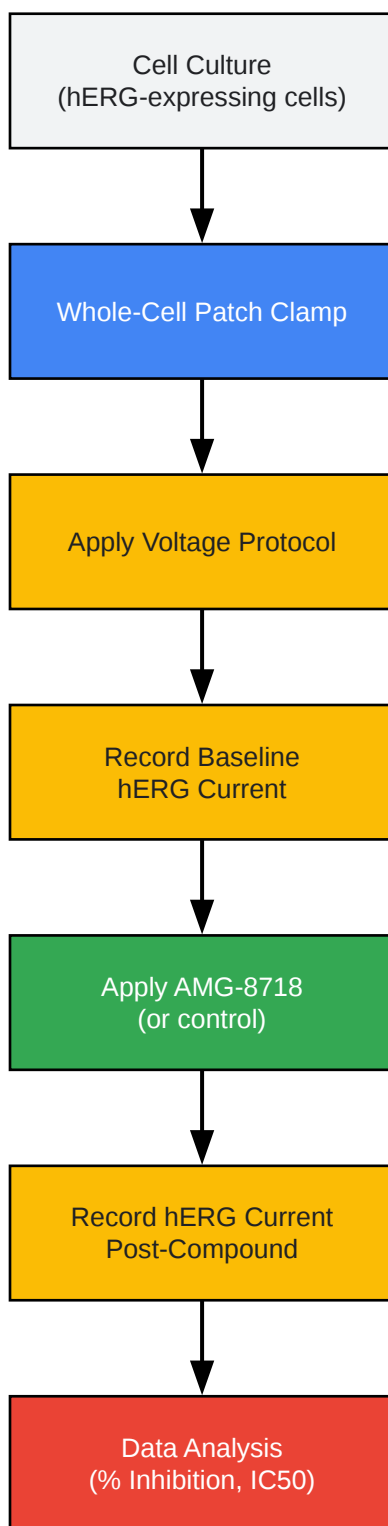 Cell Culture
(hERG-expressing cells)
Whole-Cell Patch Clamp
Apply Voltage Protocol
Record Baseline
hERG Current
Apply AMG-8718
(or control)
Record hERG Current
Post-Compound
Data Analysis
(% Inhibition, IC50)